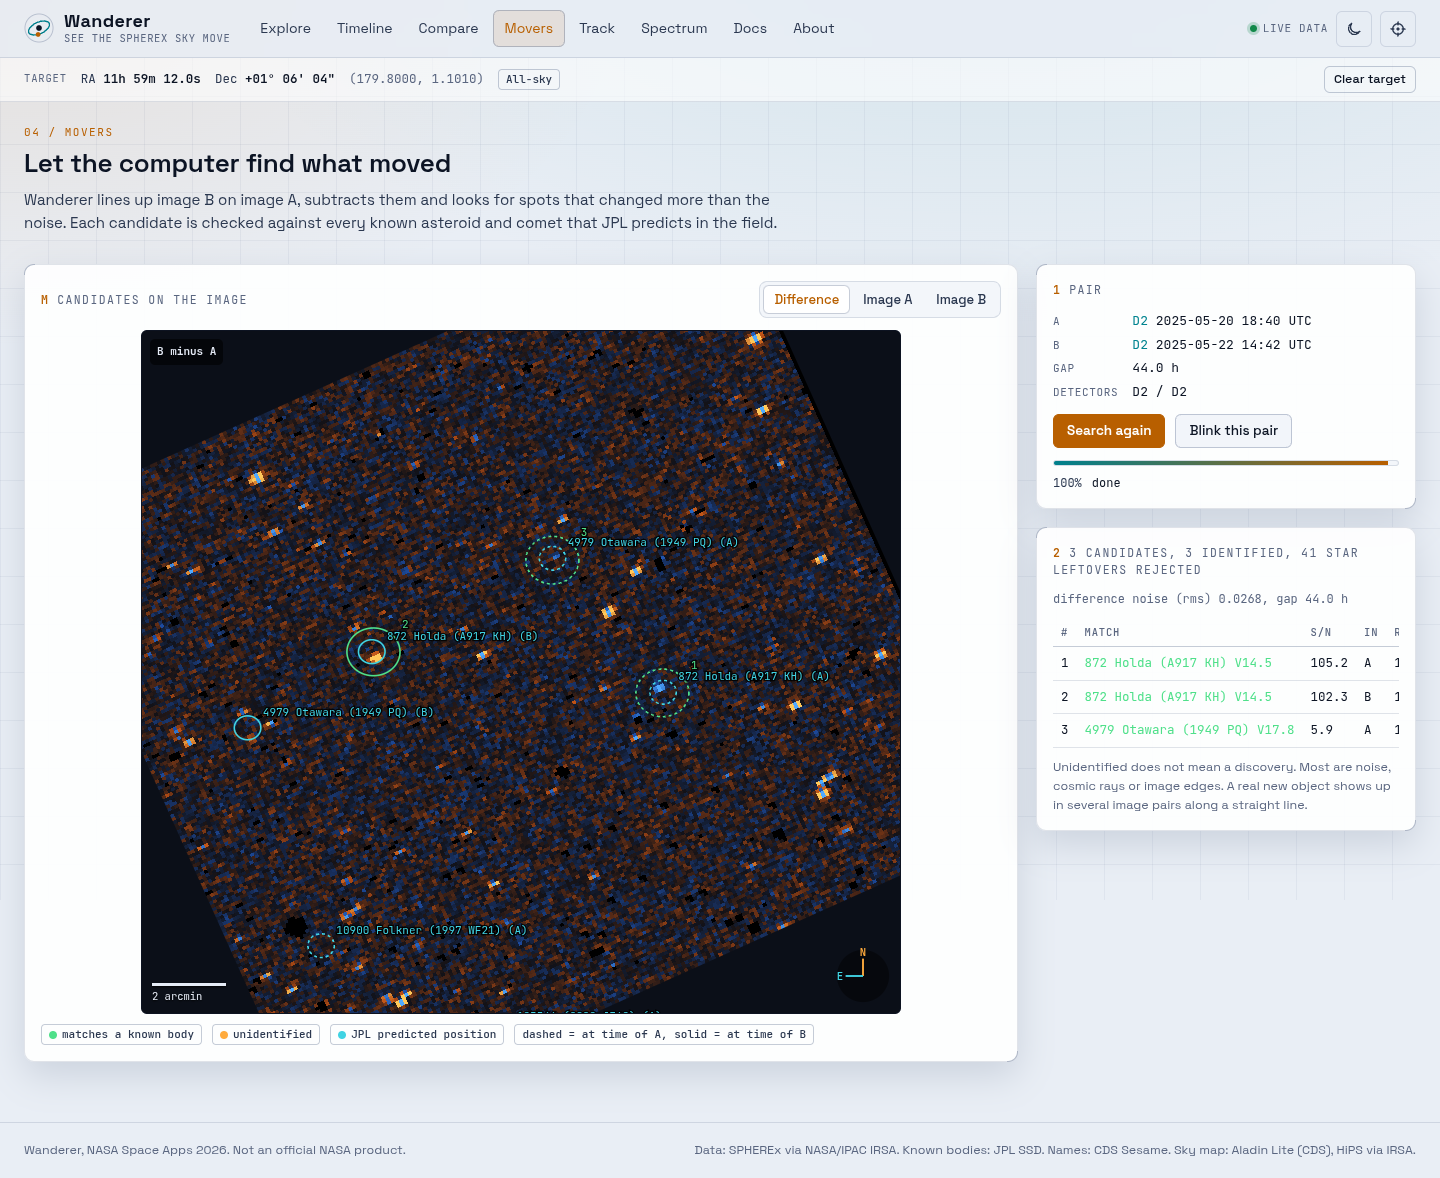 Wanderer
SEE THE SPHEREX SKY MOVE
Explore Timeline Compare Movers Track Spectrum Docs About
LIVE DATA
TARGET RA 11h 59m 12.0s Dec +01° 06' 04" (179.8000, 1.1010) All-sky
Clear target
04 / MOVERS
Let the computer find what moved
Wanderer lines up image B on image A, subtracts them and looks for spots that changed more than the
noise. Each candidate is checked against every known asteroid and comet that JPL predicts in the field.
M CANDIDATES ON THE IMAGE
Difference Image A Image B
B minus A
3
4979 Otawara (1949 PQ) (A)
2
872 Holda (A917 KH) (B)
1
872 Holda (A917 KH) (A)
4979 Otawara (1949 PQ) (B)
10900 Folkner (1997 WF21) (A)
N
E
2 arcmin
matches a known body
unidentified
JPL predicted position
dashed = at time of A, solid = at time of B
1 PAIR
A D2 2025-05-20 18:40 UTC
B D2 2025-05-22 14:42 UTC
GAP 44.0 h
DETECTORS D2 / D2
Search again Blink this pair
100% done
2 3 CANDIDATES, 3 IDENTIFIED, 41 STAR
LEFTOVERS REJECTED
difference noise (rms) 0.0268, gap 44.0 h
# MATCH S/N IN
1 872 Holda (A917 KH) V14.5 105.2 A
2 872 Holda (A917 KH) V14.5 102.3 B
3 4979 Otawara (1949 PQ) V17.8 5.9 A
Unidentified does not mean a discovery. Most are noise,
cosmic rays or image edges. A real new object shows up
in several image pairs along a straight line.
Wanderer, NASA Space Apps 2026. Not an official NASA product.
Data: SPHEREx via NASA/IPAC IRSA. Known bodies: JPL SSD. Names: CDS Sesame. Sky map: Aladin Lite (CDS), HiPS via IRSA.